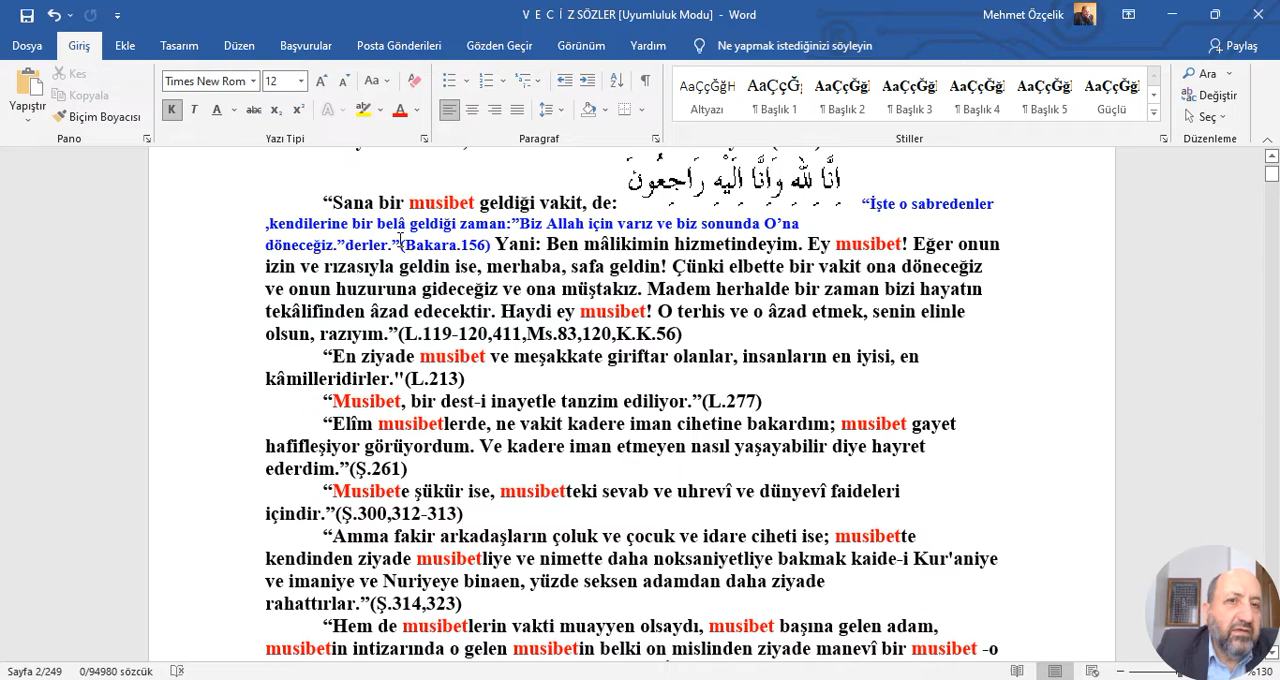 V E C İ Z SÖZLER [Uyumluluk Modu] - Word
Mehmet Özçelik
Dosya Giriş Ekle Tasarım Düzen Başvurular Posta Gönderileri Gözden Geçir Görünüm Yardım Ne yapmak istediğinizi söyleyin Paylaş
Yapıştır
Kes
Kopyala
Biçim Boyacısı
Times New Rom 12
AaÇçĞğH AaÇçĞ AaÇçĞğ AaÇçĞğH AaÇçĞğI AaÇçĞğI AaÇçĞğI
Altyazı ¶ Başlık 1 ¶ Başlık 2 ¶ Başlık 3 ¶ Başlık 4 ¶ Başlık 5 Güçlü
Ara
Değiştir
Seç
Pano Yazı Tipi Paragraf Stiller Düzenleme
اِنَّا لِلّٰهِ وَاِنَّا اِلَيْهِ رَاجِعُونَ
“Sana bir musibet geldiği vakit, de: “İşte o sabredenler
,kendilerine bir belâ geldiği zaman:”Biz Allah için varız ve biz sonunda O’na
döneceğiz.”derler.”(Bakara.156) Yani: Ben mâlikimin hizmetindeyim. Ey musibet! Eğer onun
izin ve rızasıyla geldin ise, merhaba, safa geldin! Çünki elbette bir vakit ona döneceğiz
ve onun huzuruna gideceğiz ve ona müştakız. Madem herhalde bir zaman bizi hayatın
tekâlifinden âzad edecektir. Haydi ey musibet! O terhis ve o âzad etmek, senin elinle
olsun, razıyım.”(L.119-120,411,Ms.83,120,K.K.56)
“En ziyade musibet ve meşakkate giriftar olanlar, insanların en iyisi, en
kâmilleridirler."(L.213)
“Musibet, bir dest-i inayetle tanzim ediliyor.”(L.277)
“Elîm musibetlerde, ne vakit kadere iman cihetine bakardım; musibet gayet
hafifleşiyor görüyordum. Ve kadere iman etmeyen nasıl yaşayabilir diye hayret
ederdim.”(Ş.261)
“Musibete şükür ise, musibetteki sevab ve uhrevî ve dünyevî faideleri
içindir.”(Ş.300,312-313)
“Amma fakir arkadaşların çoluk ve çocuk ve idare ciheti ise; musibette
kendinden ziyade musibetliye ve nimette daha noksaniyetliye bakmak kaide-i Kur'aniye
ve imaniye ve Nuriyeye binaen, yüzde seksen adamdan daha ziyade
rahattırlar.”(Ş.314,323)
“Hem de musibetlerin vakti muayyen olsaydı, musibet başına gelen adam,
musibetin intizarında o gelen musibetin belki on mislinden ziyade manevî bir musibet -o
Sayfa 2/249 0/94980 sözcük %130